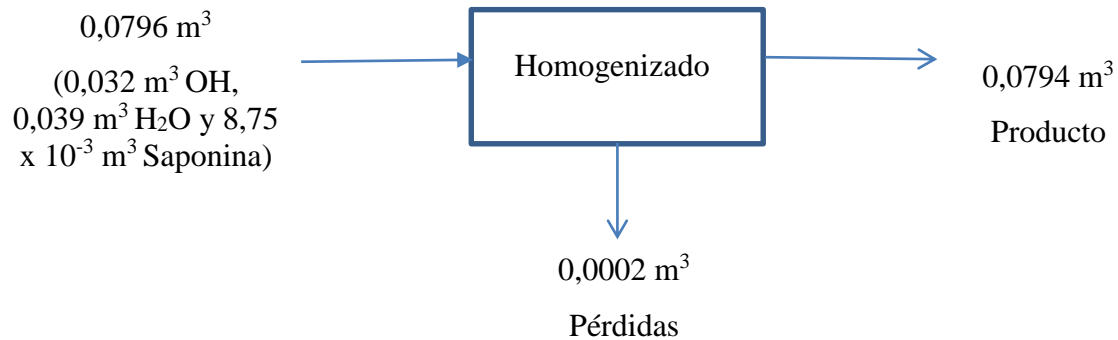 0,0796 m³
(0,032 m³ OH,
0,039 m³ H₂O y 8,75
x 10⁻³ m³ Saponina)
Homogenizado
0,0794 m³
Producto
0,0002 m³
Pérdidas